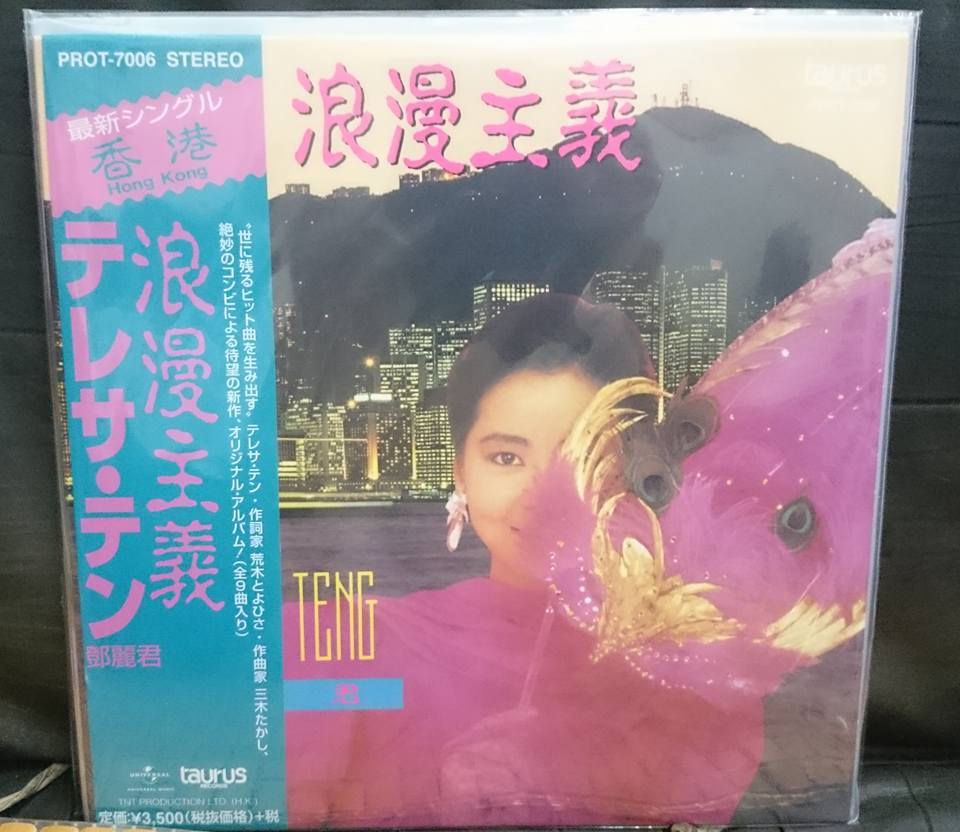 PROT-7006 STEREO
最新シングル
香港
Hong Kong
浪漫主義
テレサ・テン
鄧麗君
“世に残るヒット曲を生み出す”テレサ・テン・作詞家 荒木とよひさ・作曲家 三木たかし、
絶妙のコンビによる待望の新作、オリジナル・アルバム!(全9曲入り)
UNIVERSAL
UNIVERSAL MUSIC
taurus
RECORDS
TNT PRODUCTION LTD. (H.K.)
定価:¥3,500(税抜価格)+税
浪漫主義
taurus
TENG
君